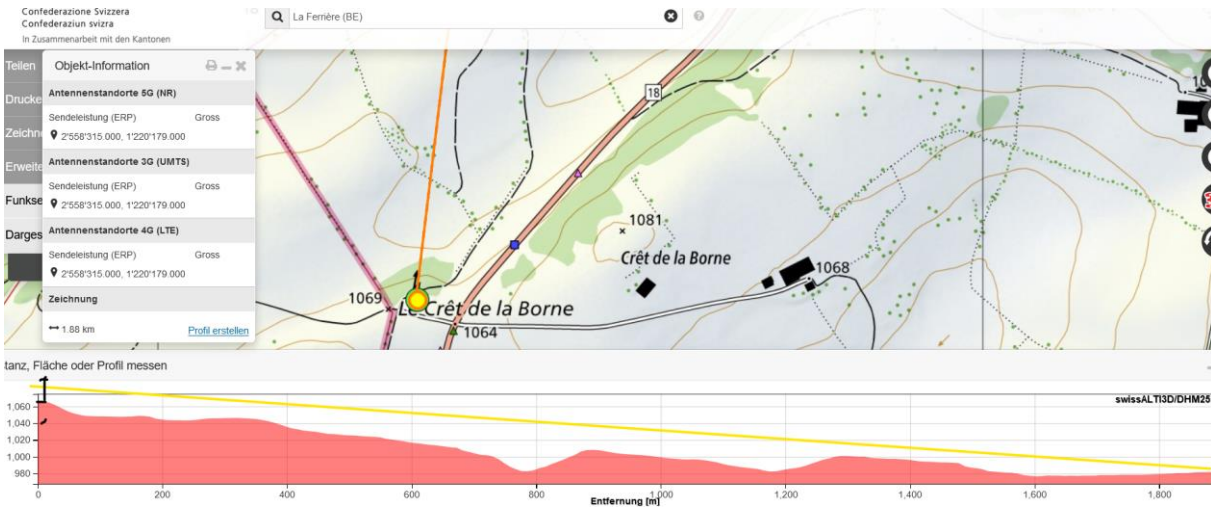 Confederazione Svizzera
Confederaziun svizra
In Zusammenarbeit mit den Kantonen
La Ferrière (BE)
Teilen
Objekt-Information
Antennenstandorte 5G (NR)
Sendeleistung (ERP) Gross
2'558'315.000, 1'220'179.000
Antennenstandorte 3G (UMTS)
Sendeleistung (ERP) Gross
2'558'315.000, 1'220'179.000
Antennenstandorte 4G (LTE)
Sendeleistung (ERP) Gross
2'558'315.000, 1'220'179.000
Zeichnung
1.88 km Profil erstellen
Drucke
Zeichn
Erweite
Funkse
Darges
18
1081
Crêt de la Borne
1068
1069
Le Crêt de la Borne
1064
tanz, Fläche oder Profil messen
swissALTI3D/DHM25
1,060
1,040
1,020
1,000
980
0 200 400 600 800 1,000 1,200 1,400 1,600 1,800
Entfernung [m]